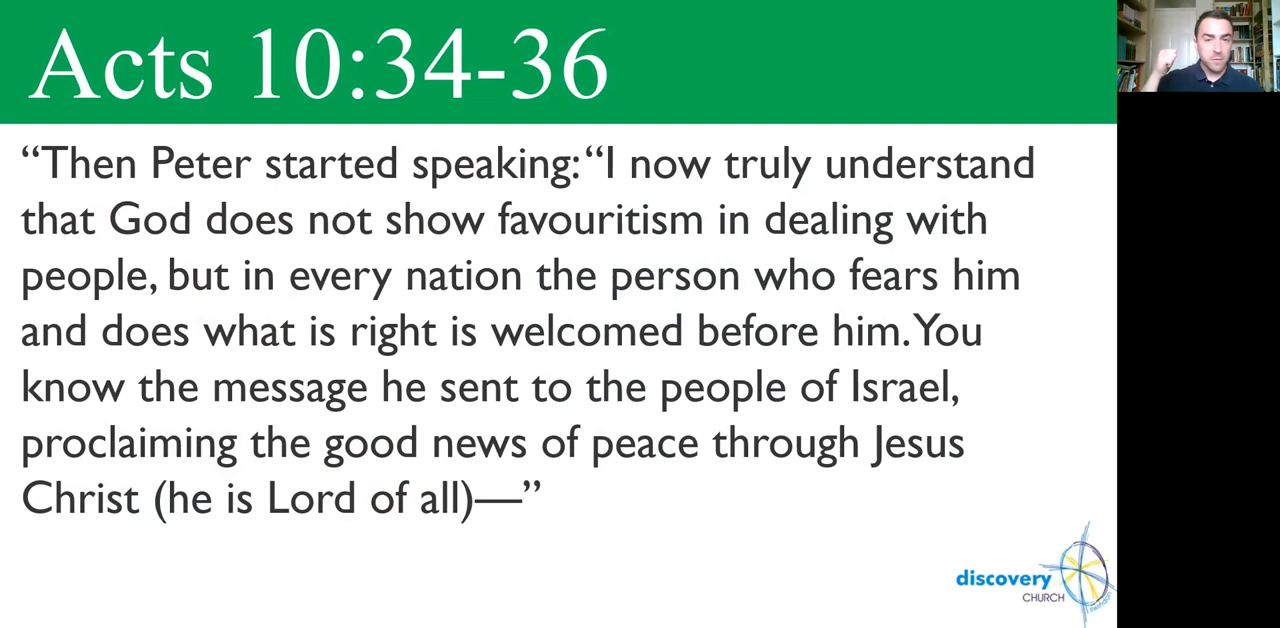 Acts 10:34-36
“Then Peter started speaking: “I now truly understand
that God does not show favouritism in dealing with
people, but in every nation the person who fears him
and does what is right is welcomed before him. You
know the message he sent to the people of Israel,
proclaiming the good news of peace through Jesus
Christ (he is Lord of all)—”
discovery
CHURCH